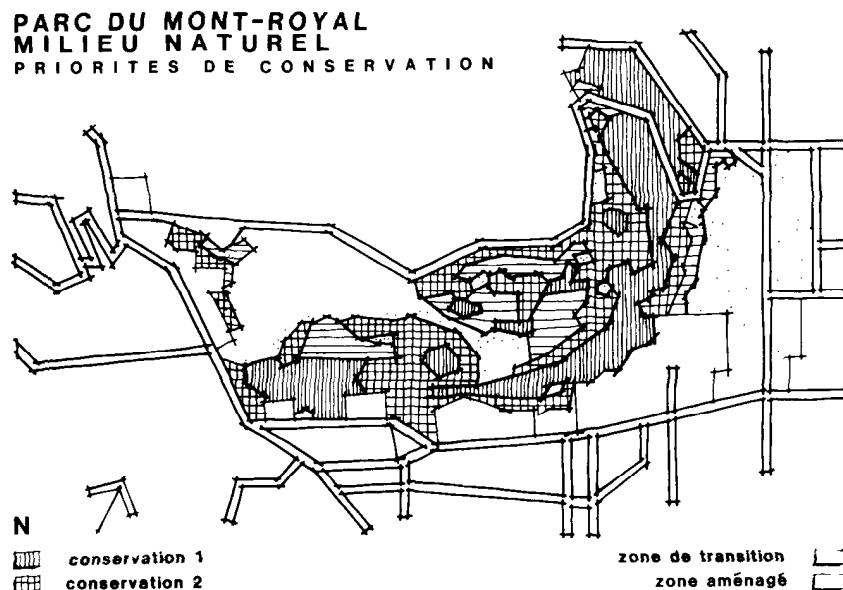 PARC DU MONT-ROYAL
MILIEU NATUREL
PRIORITES DE CONSERVATION
N
conservation 1
conservation 2
zone de transition
zone aménagé